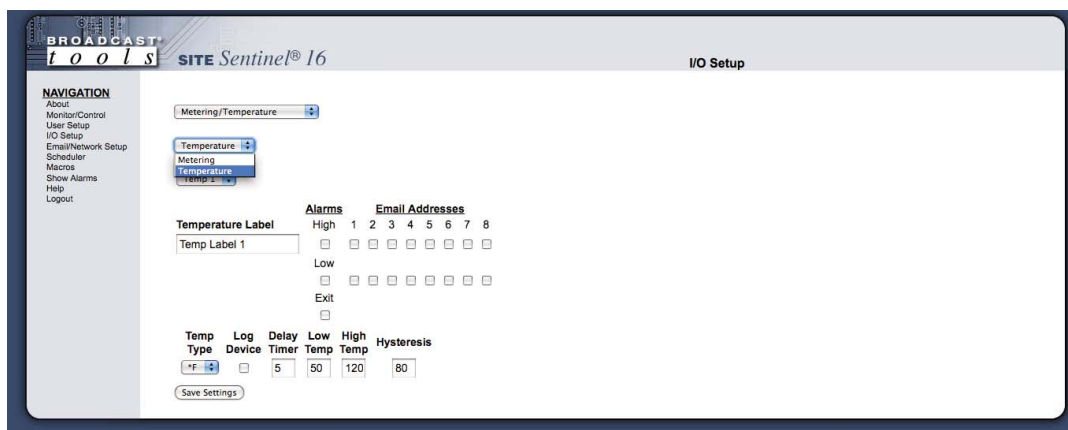 BROADCAST
tools
SITE Sentinel® 16
I/O Setup
NAVIGATION
About
Monitor/Control
User Setup
I/O Setup
Email/Network Setup
Scheduler
Macros
Show Alarms
Help
Logout
Metering/Temperature
Temperature
Metering
Temperature
Temp 1
Alarms Email Addresses
Temperature Label High 1 2 3 4 5 6 7 8
Temp Label 1
Low
Exit
Temp Type Log Device Delay Timer Low Temp High Temp Hysteresis
°F 5 50 120 80
Save Settings